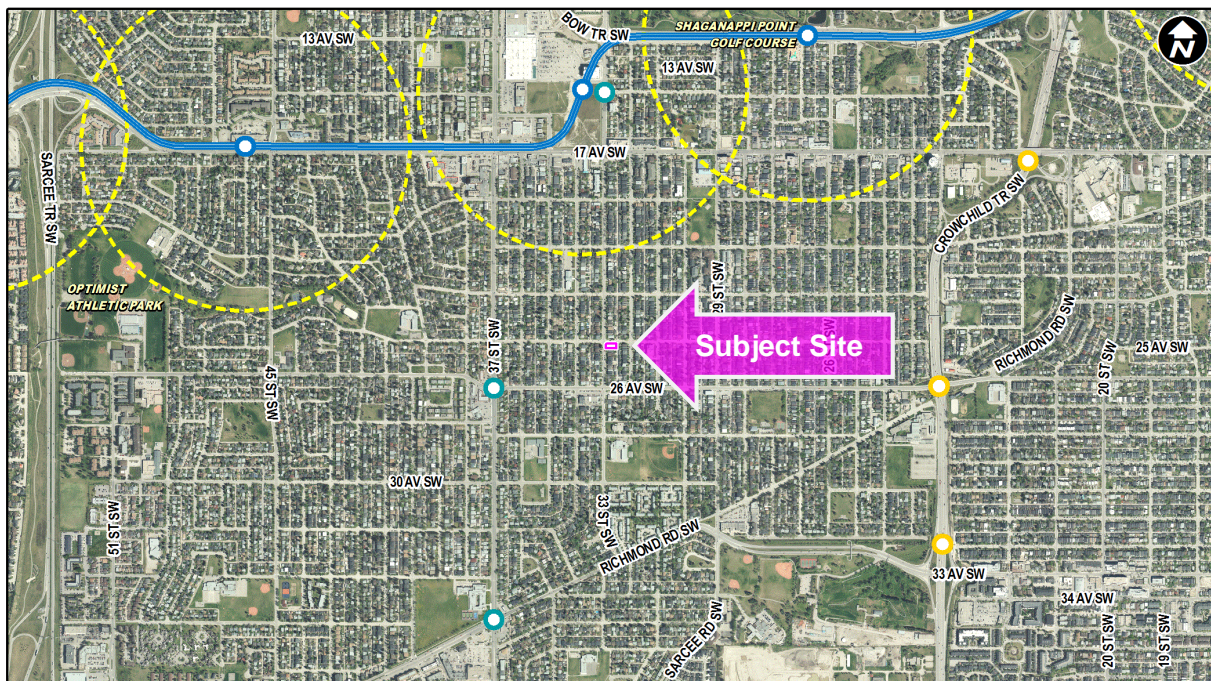 BOW TR SW
SHAGANAPPI POINT
GOLF COURSE
N
13 AV SW
13 AV SW
17 AV SW
SARCEE TR SW
CROWCHILD TR SW
OPTIMIST
ATHLETIC PARK
29 ST SW
37 ST SW
Subject Site
26
RICHMOND RD SW
25 AV SW
20 ST SW
45 ST SW
26 AV SW
30 AV SW
51 ST SW
33 ST SW
RICHMOND RD SW
33 AV SW
34 AV SW
SARCEE RD SW
20 ST SW
19 ST SW